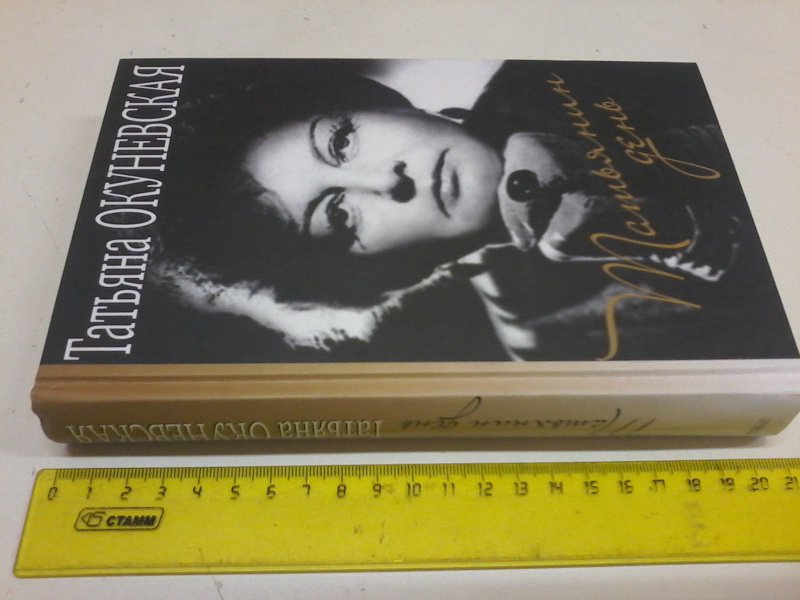 Татьяна ОКУНЕВСКАЯ
Татьянин
день
Татьяна ОКУНЕВСКАЯ Татьянин день
0 1 2 3 4 5 6 7 8 9 10 11 12 13 14 15 16 17 18 19 20 21
СТАММ